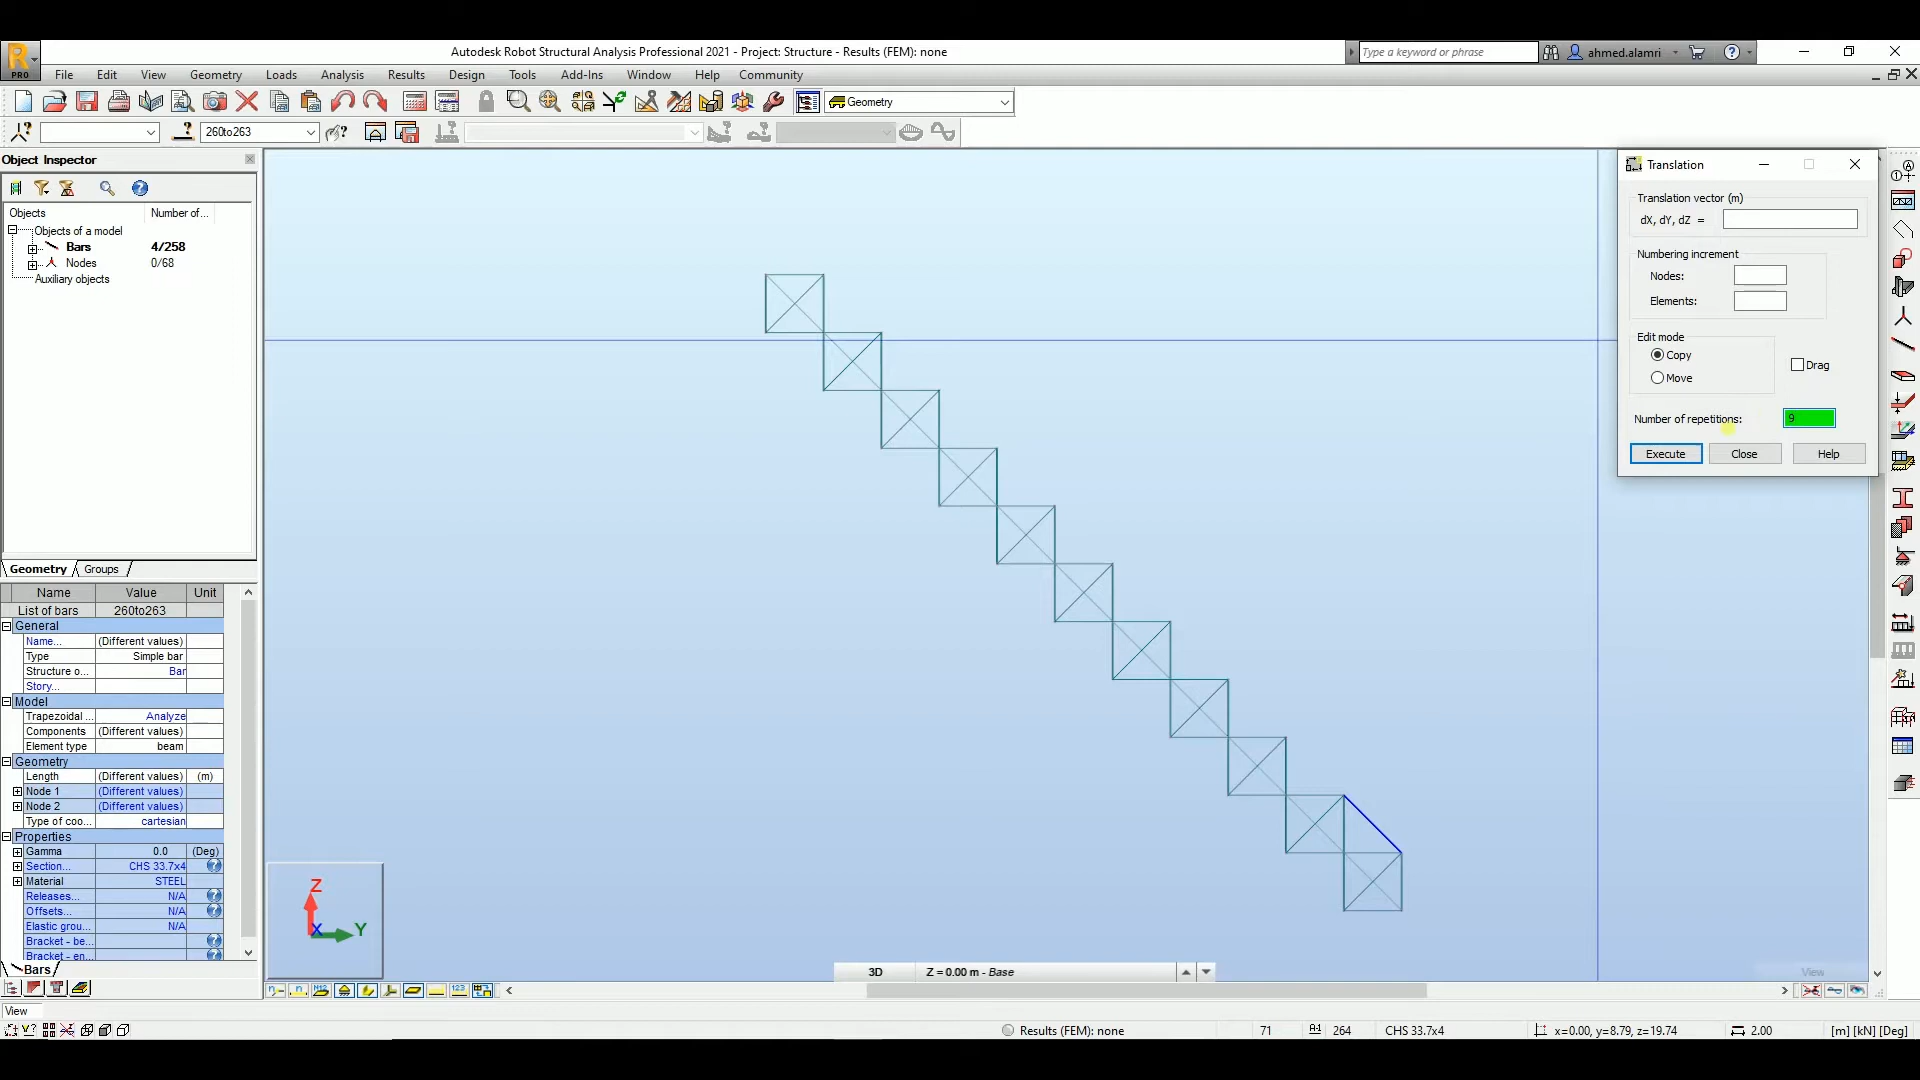 Autodesk Robot Structural Analysis Professional 2021 - Project: Structure - Results (FEM): none
Type a keyword or phrase
ahmed.alamri
PRO
File Edit View Geometry Loads Analysis Results Design Tools Add-Ins Window Help Community
Geometry
260to263
Object Inspector
Objects Number of...
Objects of a model
Bars 4/258
Nodes 0/68
Auxiliary objects
Geometry Groups
Name Value Unit
List of bars 260to263
General
Name... (Different values)
Type Simple bar
Structure o... Bar
Story...
Model
Trapezoidal ... Analyze
Components (Different values)
Element type beam
Geometry
Length (Different values) (m)
Node 1 (Different values)
Node 2 (Different values)
Type of coo... cartesian
Properties
Gamma 0.0 (Deg)
Section... CHS 33.7x4
Material STEEL
Releases... N/A
Offsets... N/A
Elastic grou... N/A
Bracket - be...
Bracket - en...
Bars
View
Translation
Translation vector (m)
dX, dY, dZ =
Numbering increment
Nodes:
Elements:
Edit mode
Copy
Move
Drag
Number of repetitions: 9
Execute Close Help
Z
X
Y
3D Z = 0.00 m - Base
View
Results (FEM): none 71 264 CHS 33.7x4 x=0.00, y=8.79, z=19.74 2.00 [m] [kN] [Deg]